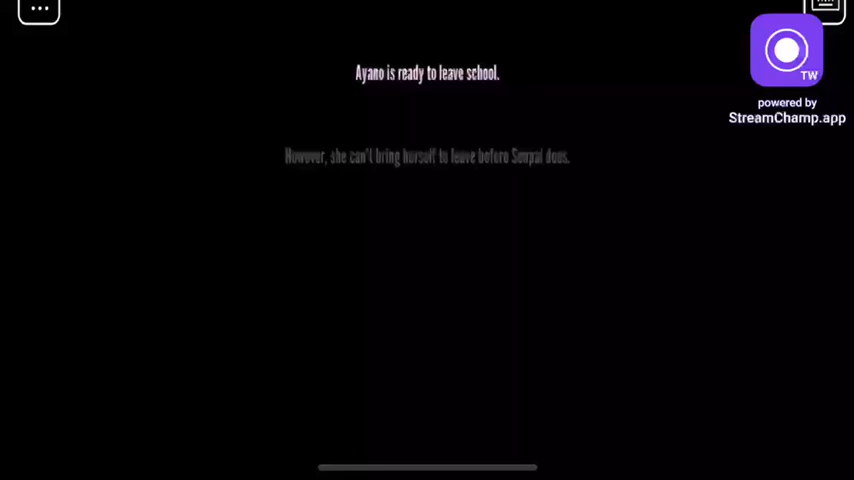 Ayano is ready to leave school.
TW
powered by
StreamChamp.app
However, she can't bring herself to leave before Senpai does.